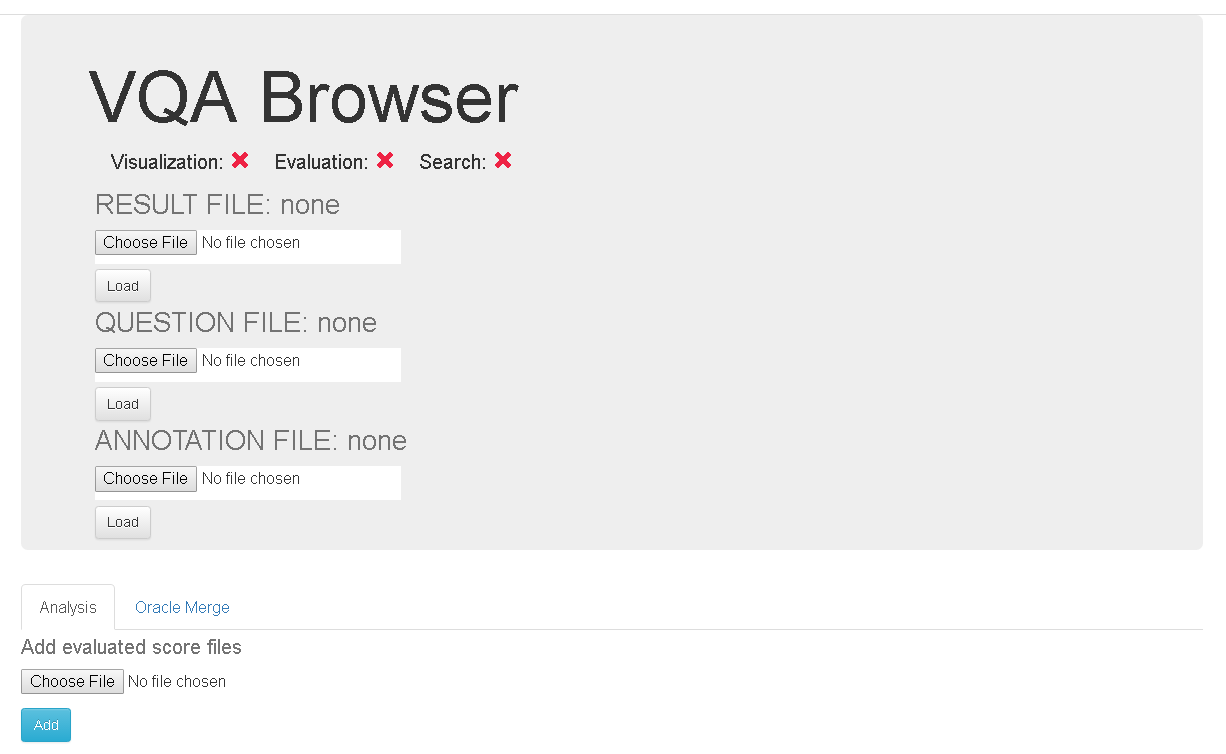 VQA Browser
Visualization: ✖ Evaluation: ✖ Search: ✖
RESULT FILE: none
Choose File No file chosen
Load
QUESTION FILE: none
Choose File No file chosen
Load
ANNOTATION FILE: none
Choose File No file chosen
Load
Analysis Oracle Merge
Add evaluated score files
Choose File No file chosen
Add